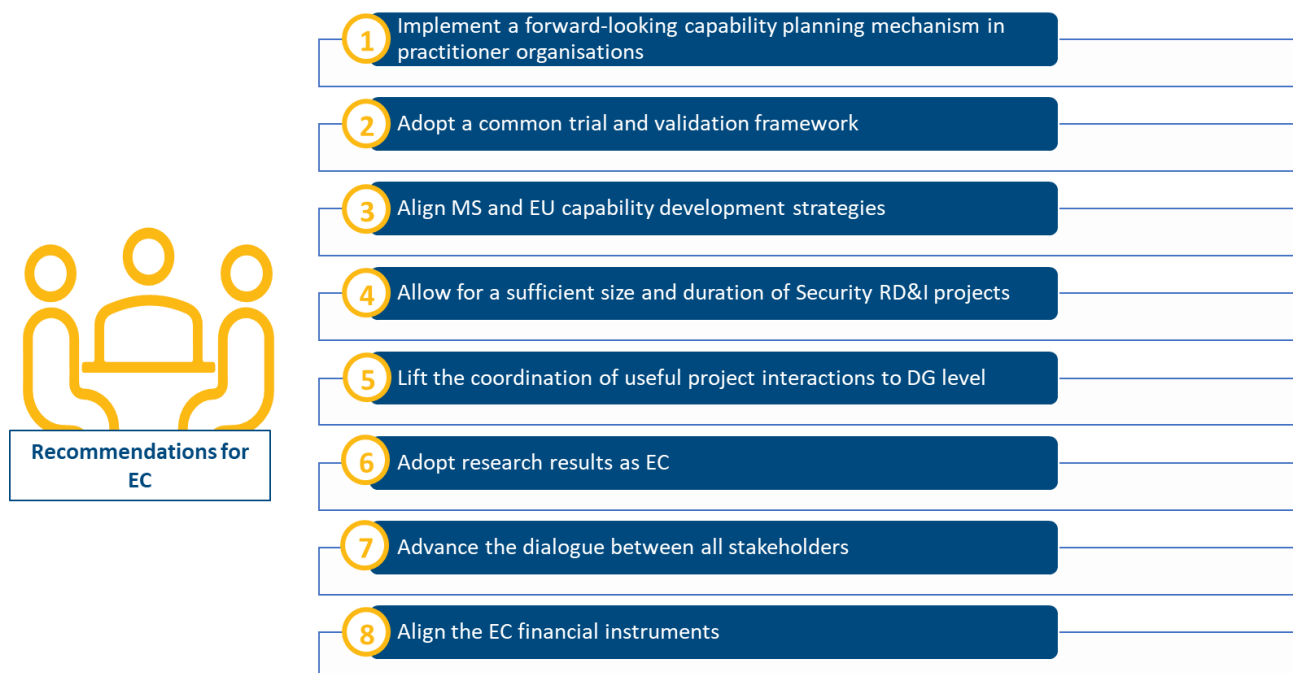 1
Implement a forward-looking capability planning mechanism in
practitioner organisations
2
Adopt a common trial and validation framework
3
Align MS and EU capability development strategies
4
Allow for a sufficient size and duration of Security RD&I projects
5
Lift the coordination of useful project interactions to DG level
Recommendations for
EC
6
Adopt research results as EC
7
Advance the dialogue between all stakeholders
8
Align the EC financial instruments